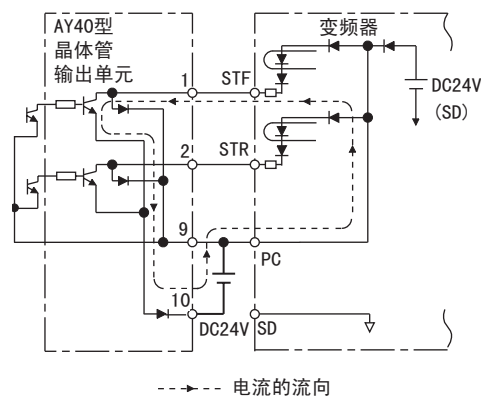 AY40型
晶体管
输出单元
变频器
1
STF
DC24V
(SD)
2
STR
9
PC
10
DC24V
SD
电流的流向